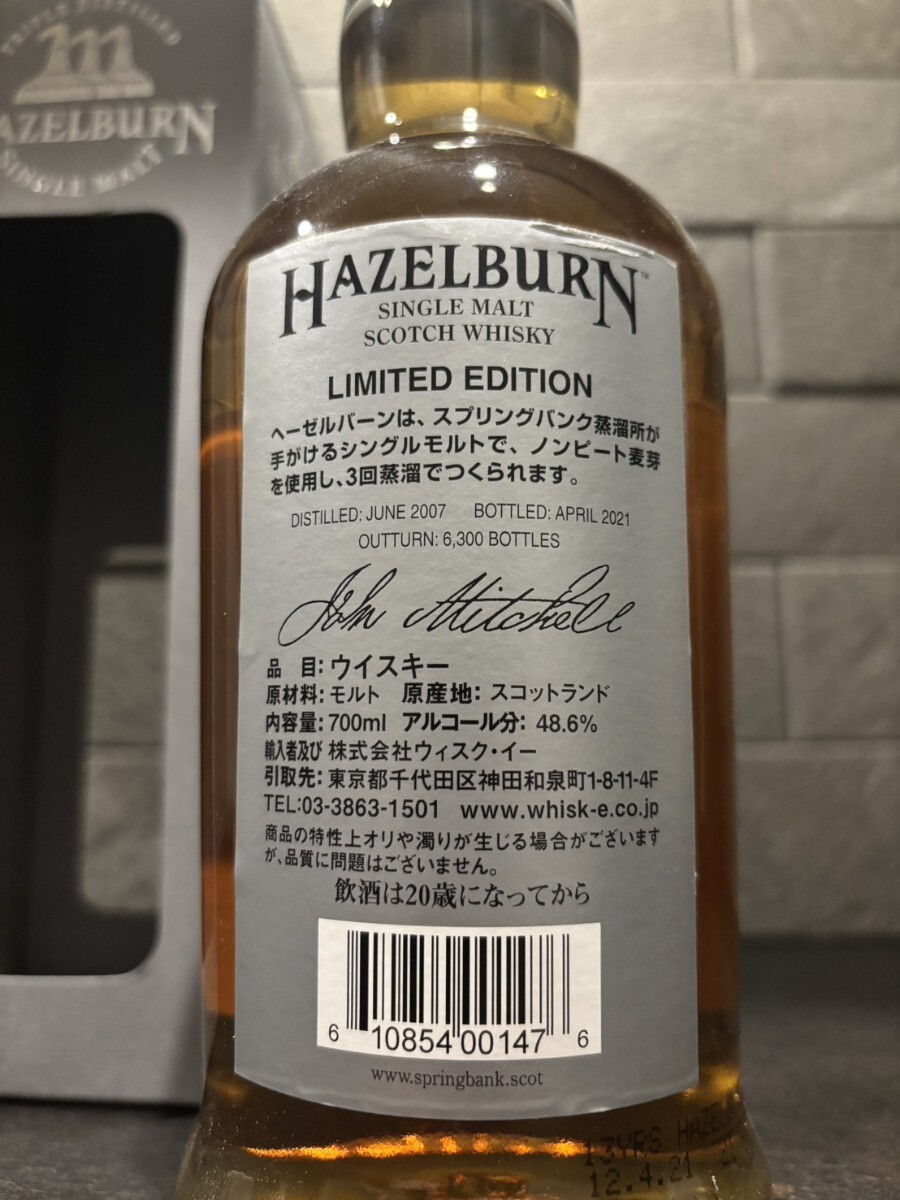 TRIPLE DISTILLED
AZELBURN
SINGLE MALT
HAZELBURN™
SINGLE MALT
SCOTCH WHISKY
LIMITED EDITION
ヘーゼルバーンは、スプリングバンク蒸溜所が
手がけるシングルモルトで、ノンピート麦芽
を使用し、3回蒸溜でつくられます。
DISTILLED: JUNE 2007 BOTTLED: APRIL 2021
OUTTURN: 6,300 BOTTLES
John Mitchell
品 目: ウイスキー
原材料: モルト 原産地: スコットランド
内容量: 700ml アルコール分: 48.6%
輸入者及び 株式会社ウィスク・イー
引取先: 東京都千代田区神田和泉町1-8-11-4F
TEL:03-3863-1501 www.whisk-e.co.jp
商品の特性上オリや濁りが生じる場合がございます
が、品質に問題はございません。
飲酒は20歳になってから
6 10854 00147 6
www.springbank.scot
13YRS HAZEL
12.4.21